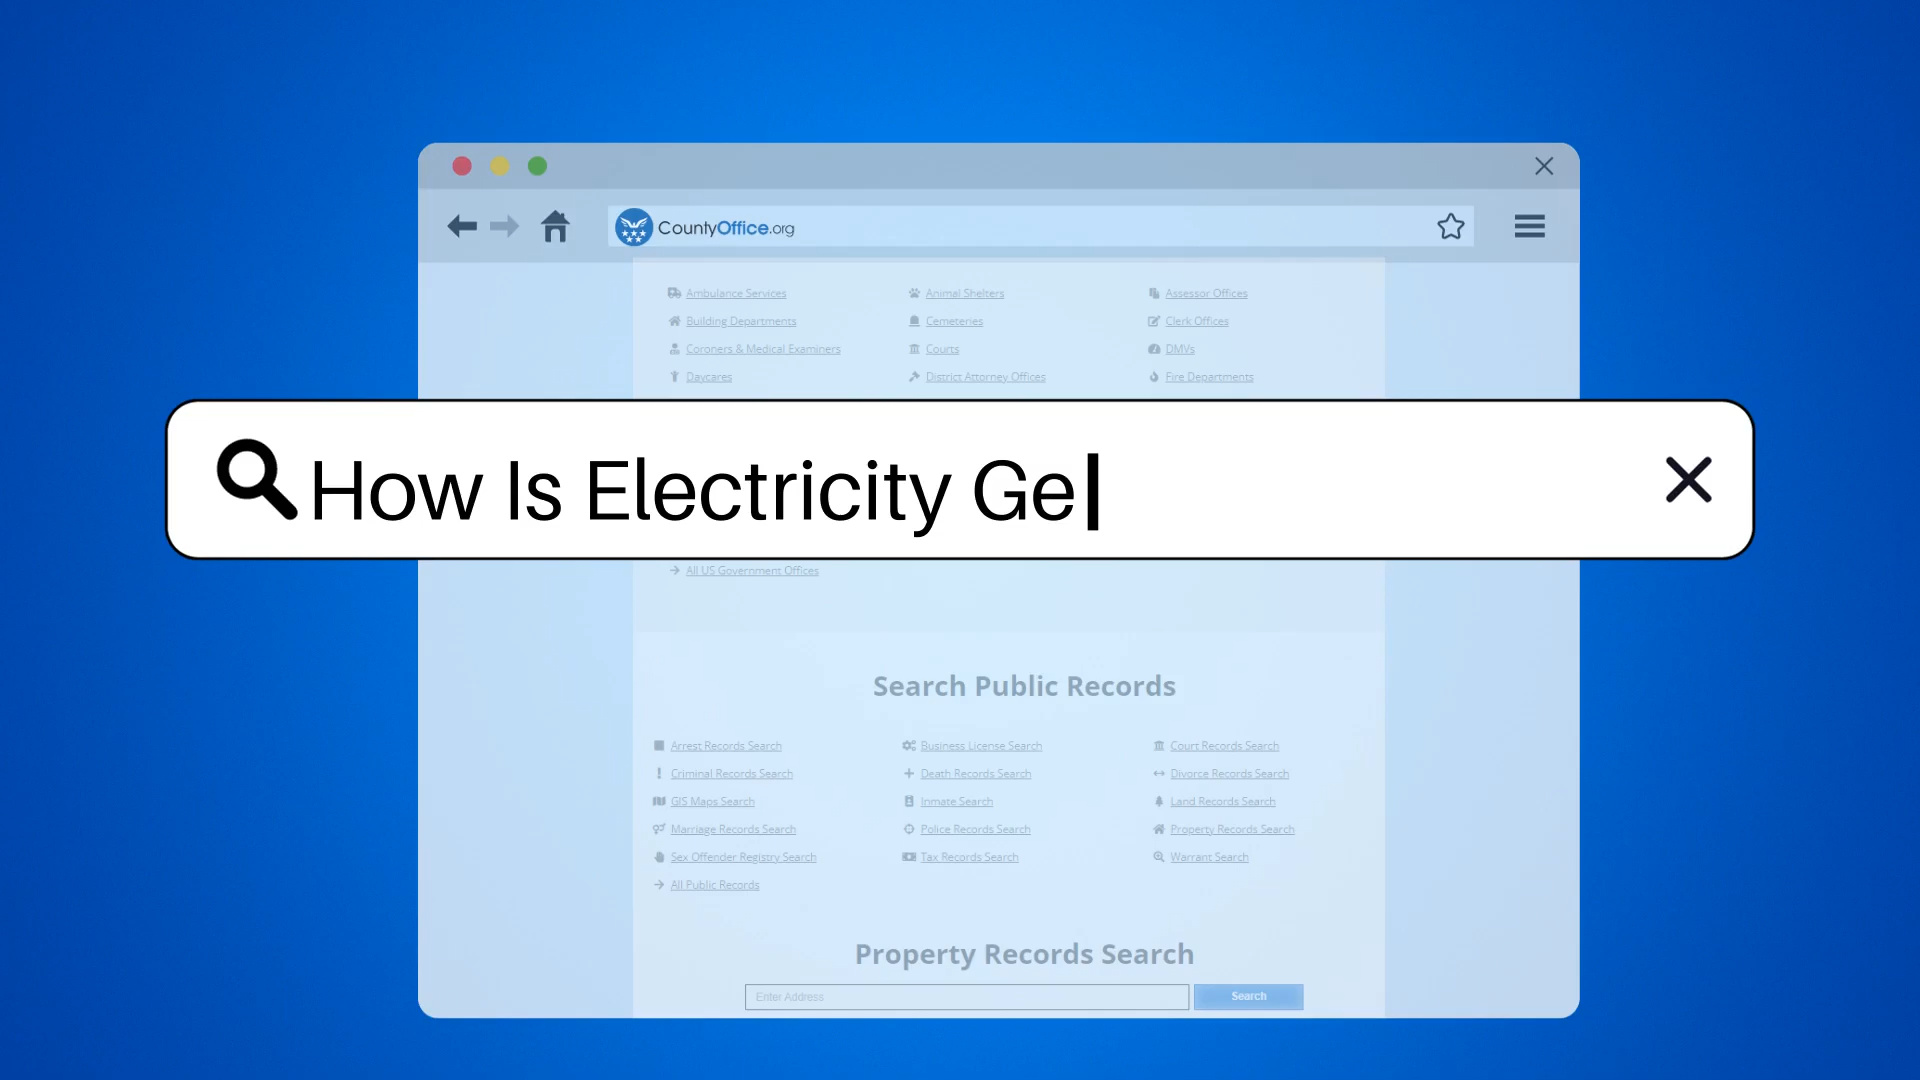 CountyOffice.org
Ambulance Services Animal Shelters Assessor Offices
Building Departments Cemeteries Clerk Offices
Coroners & Medical Examiners Courts DMVs
Daycares District Attorney Offices Fire Departments
How Is Electricity Ge
All US Government Offices
Search Public Records
Arrest Records Search Business License Search Court Records Search
Criminal Records Search Death Records Search Divorce Records Search
GIS Maps Search Inmate Search Land Records Search
Marriage Records Search Police Records Search Property Records Search
Sex Offender Registry Search Tax Records Search Warrant Search
All Public Records
Property Records Search
Enter Address Search